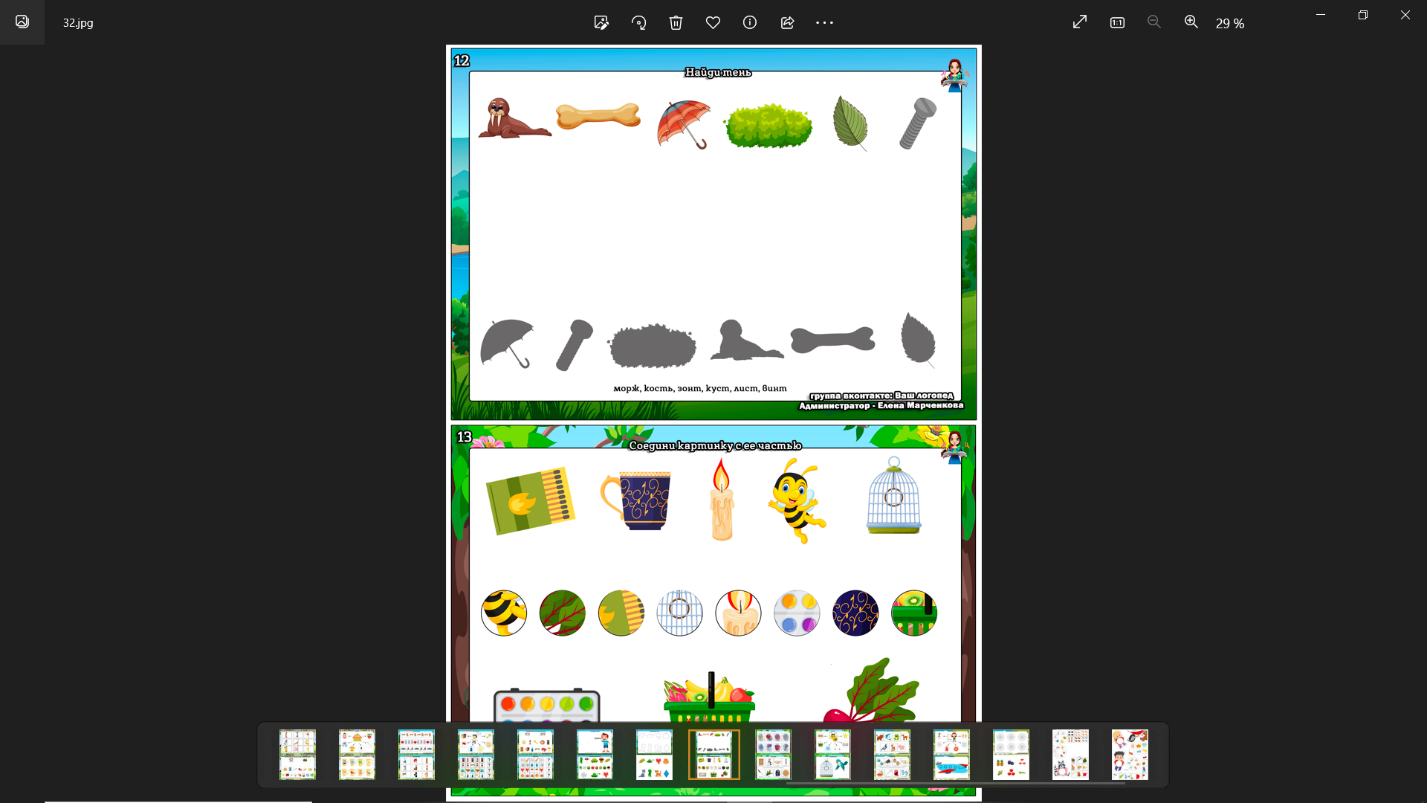 32.jpg
29 %
12
Найди тень
морж, кость, зонт, куст, лист, винт
группа вконтакте: Ваш логопед
Администратор - Елена Марченкова
13
Соедини картинку с ее частью